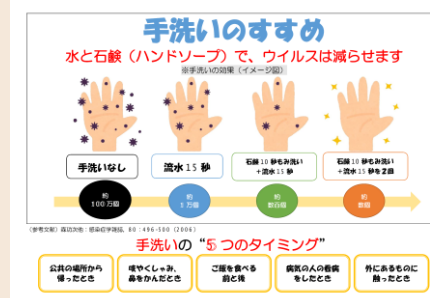 手洗いのすすめ
水と石鹸（ハンドソープ）で、ウイルスは減らせます
※手洗いの効果（イメージ図）
手洗いなし
流水15秒
石鹸10秒もみ洗い
+流水15秒
石鹸10秒もみ洗い
+流水15秒を2回
約
100万個
約
1万個
約
数百個
約
数個
（参考文献）森功次他：感染症学雑誌、80：496-500（2006）
手洗いの“5つのタイミング”
公共の場所から
帰ったとき
咳やくしゃみ、
鼻をかんだとき
ご飯を食べる
前と後
病気の人の看病
をしたとき
外にあるものに
触ったとき